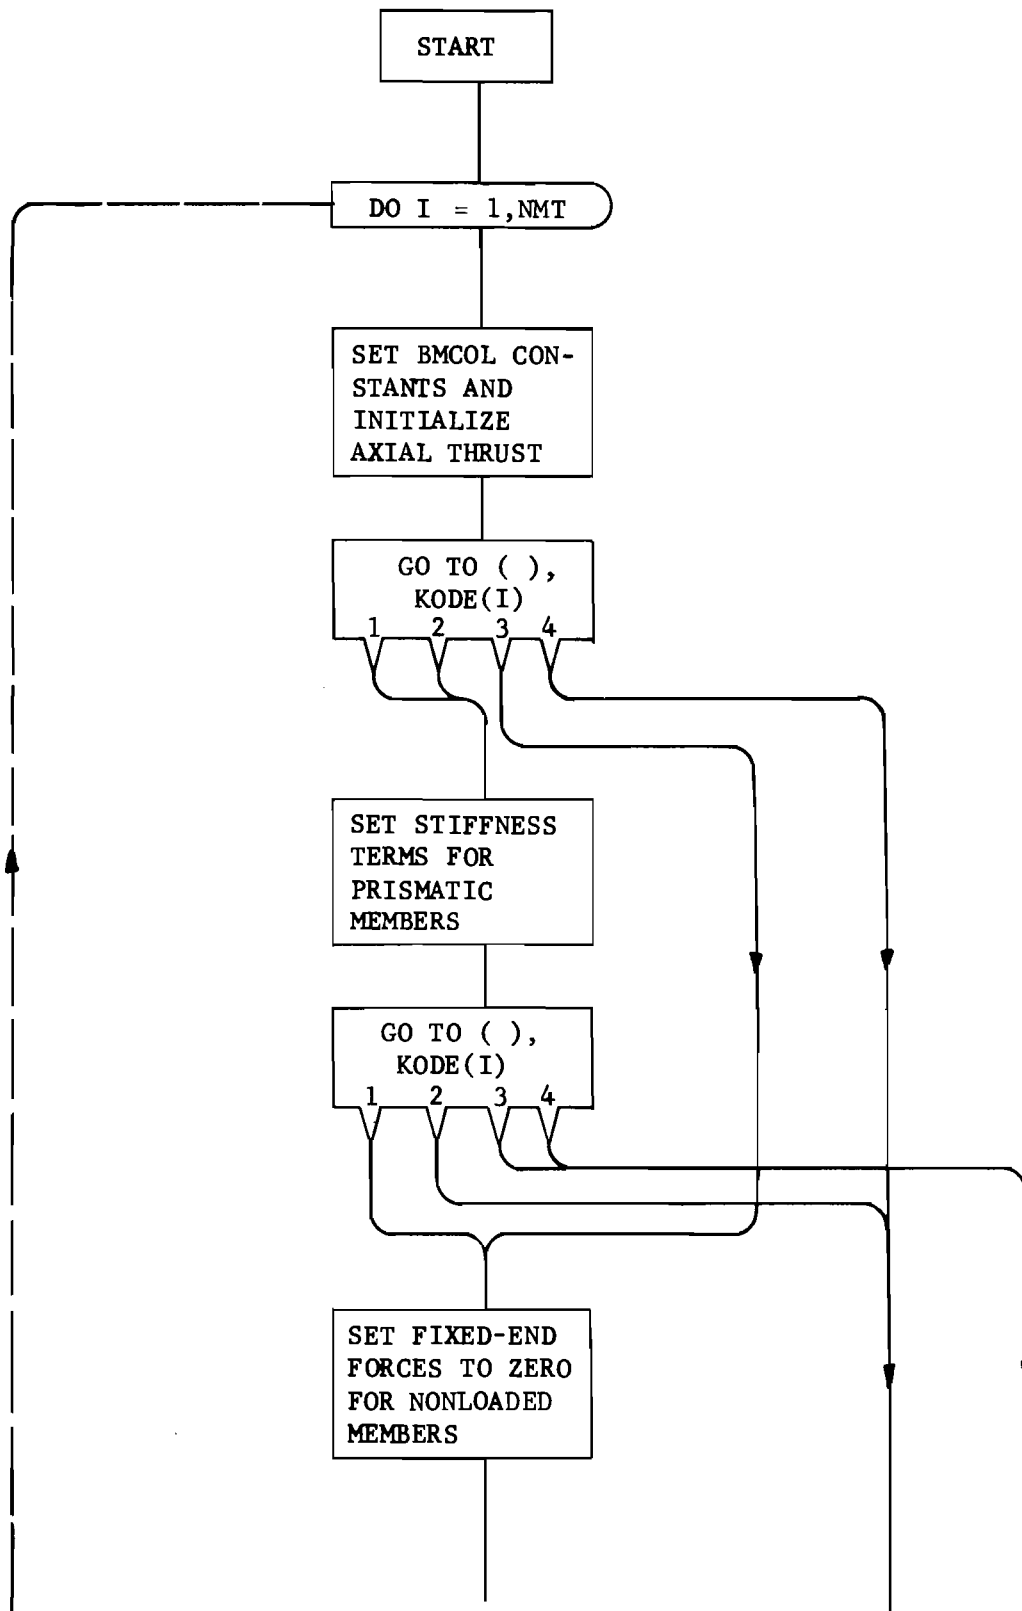 START
DO I = 1,NMT
SET BMCOL CON-
STANTS AND
INITIALIZE
AXIAL THRUST
GO TO ( ),
KODE(I)
1 2 3 4
SET STIFFNESS
TERMS FOR
PRISMATIC
MEMBERS
GO TO ( ),
KODE(I)
1 2 3 4
SET FIXED-END
FORCES TO ZERO
FOR NONLOADED
MEMBERS